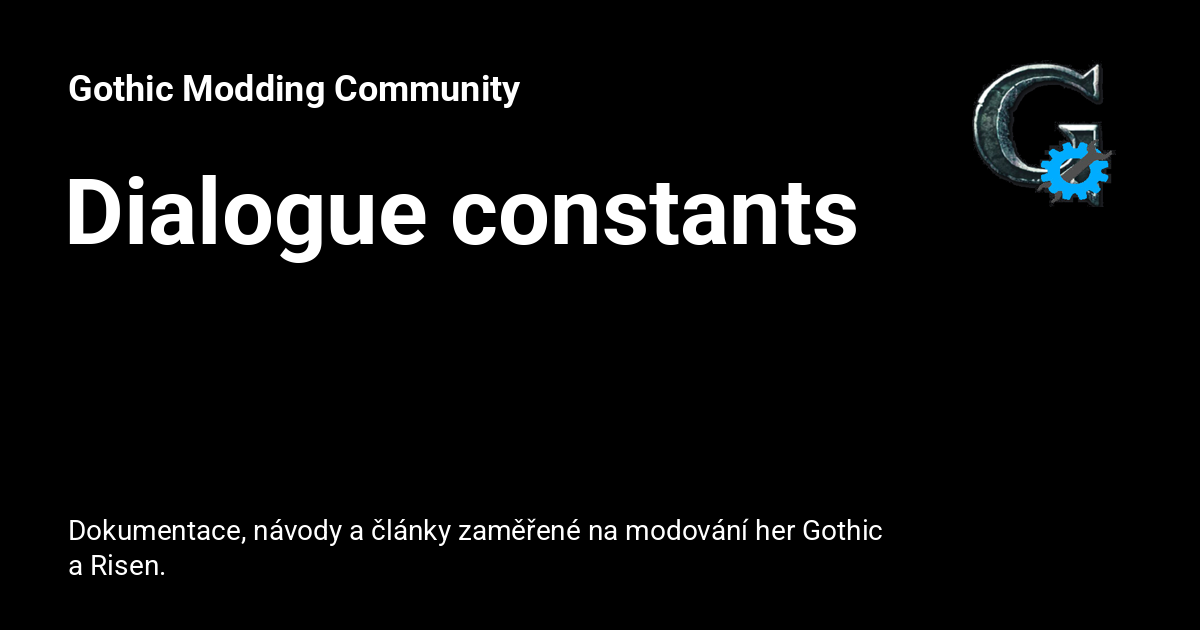 Gothic Modding Community
Dialogue constants
Dokumentace, návody a články zaměřené na modování her Gothic
a Risen.